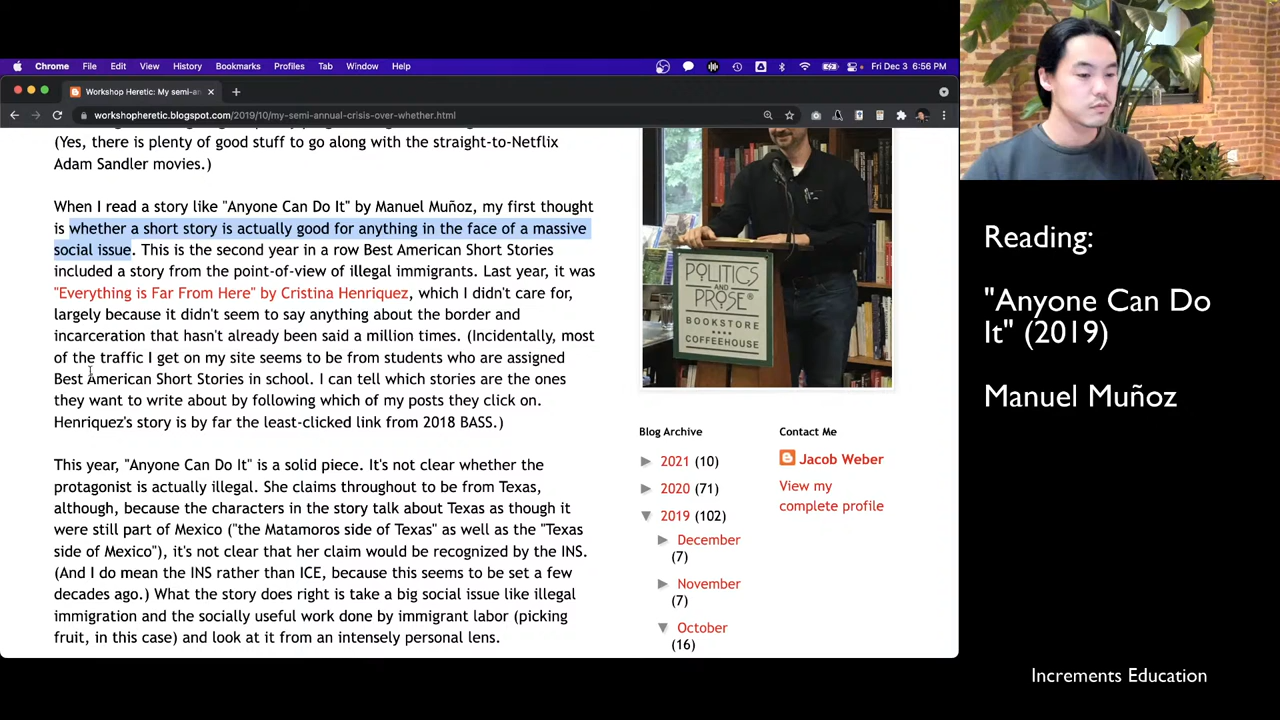 Chrome File Edit View History Bookmarks Profiles Tab Window Help Fri Dec 3 6:56 PM
Workshop Heretic: My semi-an
workshopheretic.blogspot.com/2019/10/my-semi-annual-crisis-over-whether.html
(Yes, there is plenty of good stuff to go along with the straight-to-Netflix
Adam Sandler movies.)
When I read a story like "Anyone Can Do It" by Manuel Muñoz, my first thought
is whether a short story is actually good for anything in the face of a massive
social issue. This is the second year in a row Best American Short Stories
included a story from the point-of-view of illegal immigrants. Last year, it was
"Everything is Far From Here" by Cristina Henriquez, which I didn't care for,
largely because it didn't seem to say anything about the border and
incarceration that hasn't already been said a million times. (Incidentally, most
of the traffic I get on my site seems to be from students who are assigned
Best American Short Stories in school. I can tell which stories are the ones
they want to write about by following which of my posts they click on.
Henriquez's story is by far the least-clicked link from 2018 BASS.)
This year, "Anyone Can Do It" is a solid piece. It's not clear whether the
protagonist is actually illegal. She claims throughout to be from Texas,
although, because the characters in the story talk about Texas as though it
were still part of Mexico ("the Matamoros side of Texas" as well as the "Texas
side of Mexico"), it's not clear that her claim would be recognized by the INS.
(And I do mean the INS rather than ICE, because this seems to be set a few
decades ago.) What the story does right is take a big social issue like illegal
immigration and the socially useful work done by immigrant labor (picking
fruit, in this case) and look at it from an intensely personal lens.
POLITICS
AND
PROSE
BOOKSTORE
COFFEEHOUSE
Blog Archive
2021 (10)
2020 (71)
2019 (102)
December
(7)
November
(7)
October
(16)
Contact Me
Jacob Weber
View my
complete profile
Reading:
"Anyone Can Do
It" (2019)
Manuel Muñoz
Increments Education